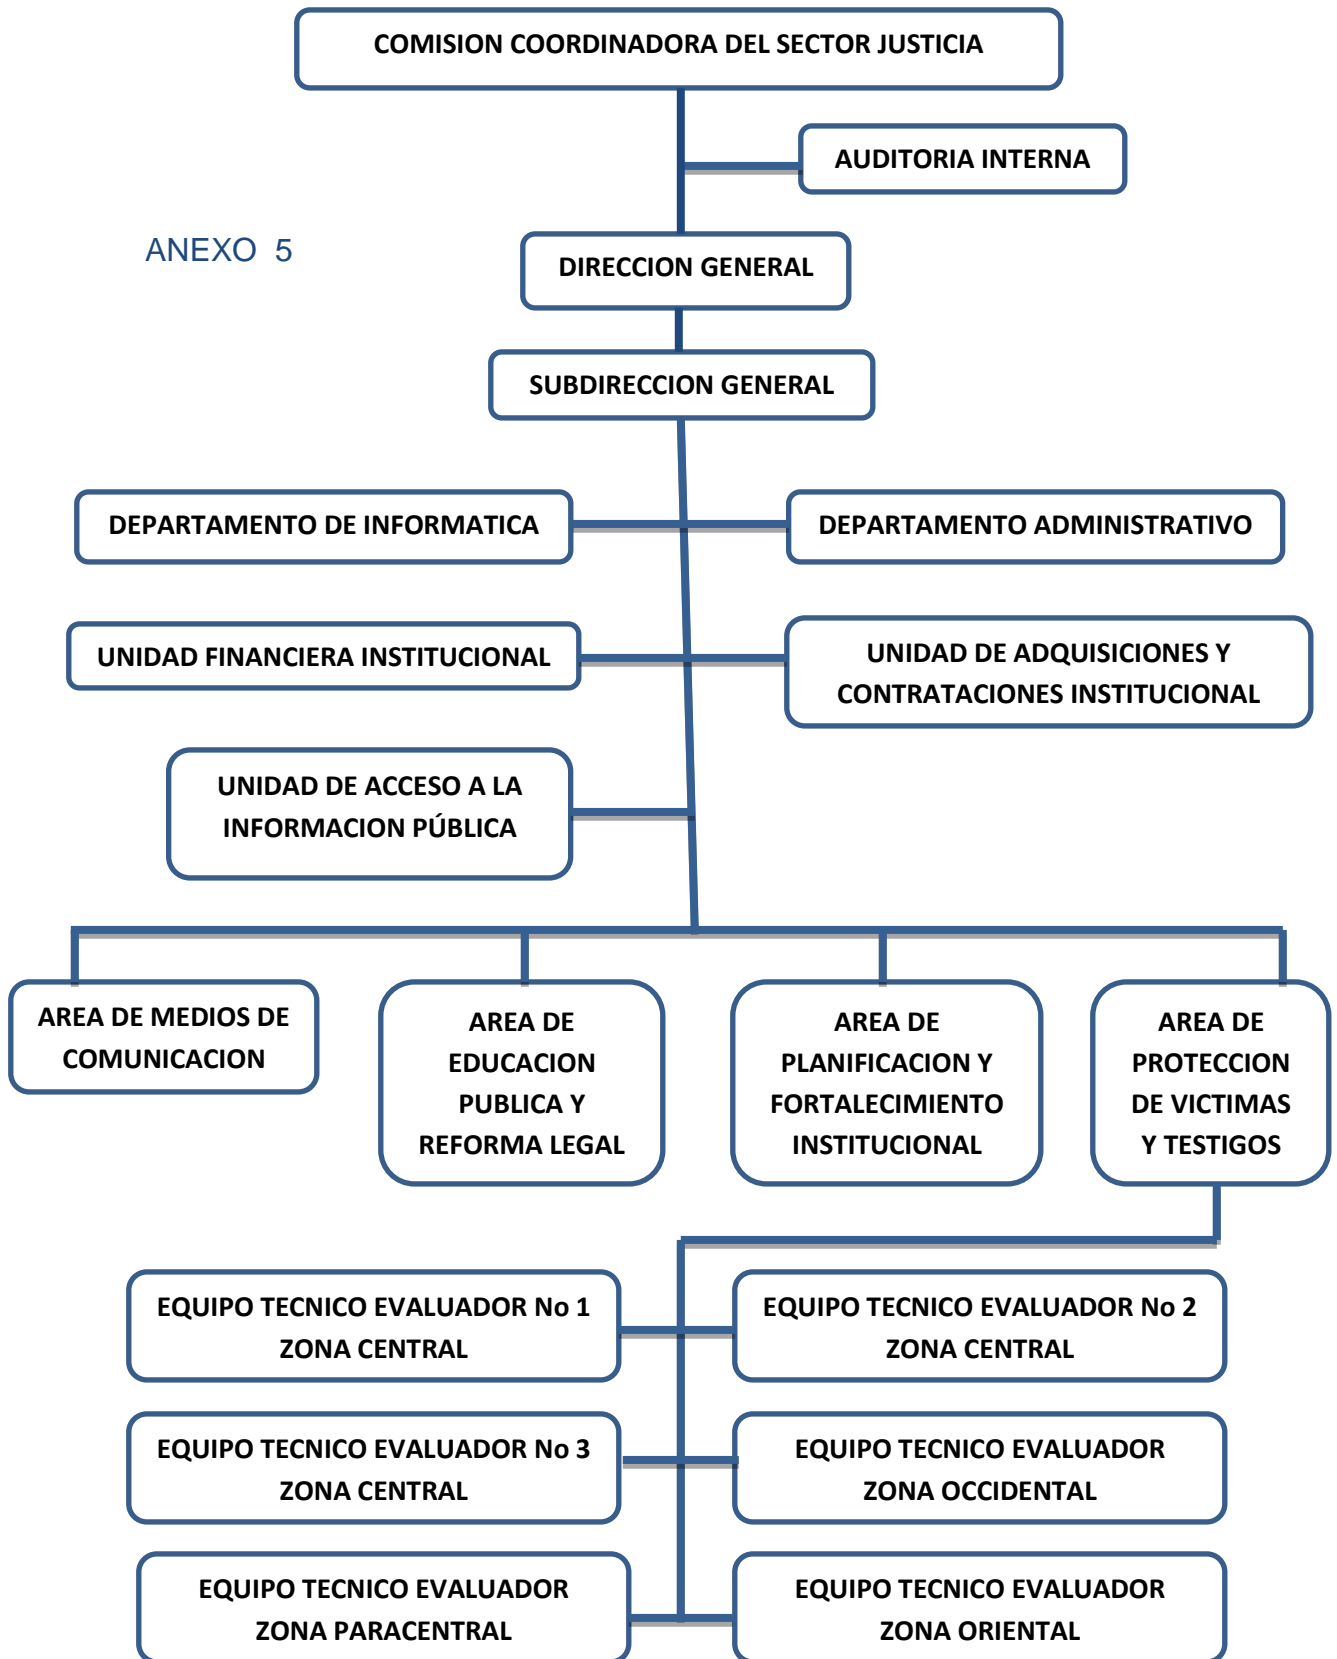 COMISION COORDINADORA DEL SECTOR JUSTICIA
AUDITORIA INTERNA
ANEXO 5
DIRECCION GENERAL
SUBDIRECCION GENERAL
DEPARTAMENTO DE INFORMATICA
DEPARTAMENTO ADMINISTRATIVO
UNIDAD FINANCIERA INSTITUCIONAL
UNIDAD DE ADQUISICIONES Y
CONTRATACIONES INSTITUCIONAL
UNIDAD DE ACCESO A LA
INFORMACION PÚBLICA
AREA DE MEDIOS DE
COMUNICACION
AREA DE
EDUCACION
PUBLICA Y
REFORMA LEGAL
AREA DE
PLANIFICACION Y
FORTALECIMIENTO
INSTITUCIONAL
AREA DE
PROTECCION
DE VICTIMAS
Y TESTIGOS
EQUIPO TECNICO EVALUADOR No 1
ZONA CENTRAL
EQUIPO TECNICO EVALUADOR No 2
ZONA CENTRAL
EQUIPO TECNICO EVALUADOR No 3
ZONA CENTRAL
EQUIPO TECNICO EVALUADOR
ZONA OCCIDENTAL
EQUIPO TECNICO EVALUADOR
ZONA PARACENTRAL
EQUIPO TECNICO EVALUADOR
ZONA ORIENTAL